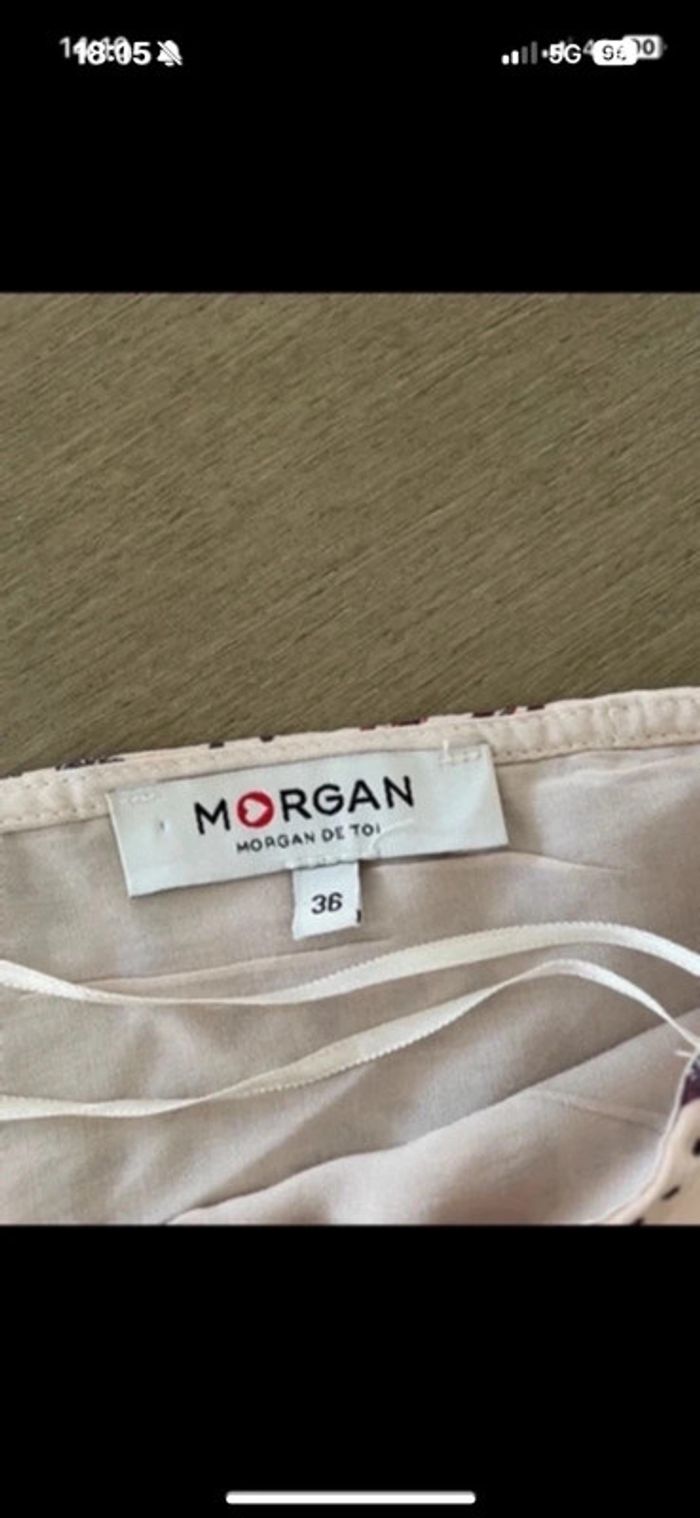 18:05
5G
MORGAN
MORGAN DE TOI
36